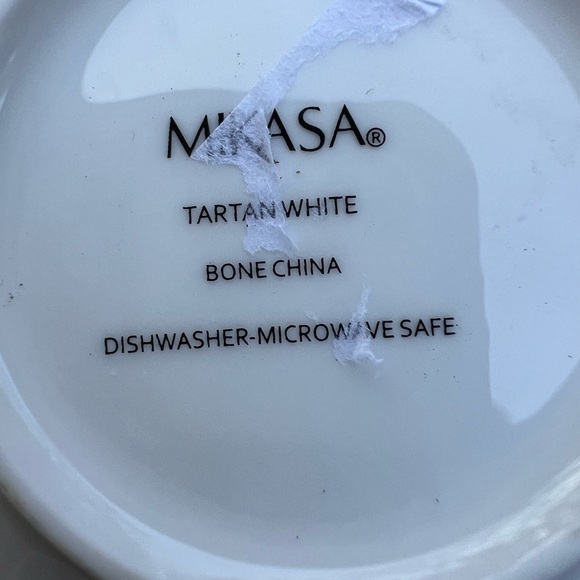 MIKASA®
TARTAN WHITE
BONE CHINA
DISHWASHER-MICROWAVE SAFE